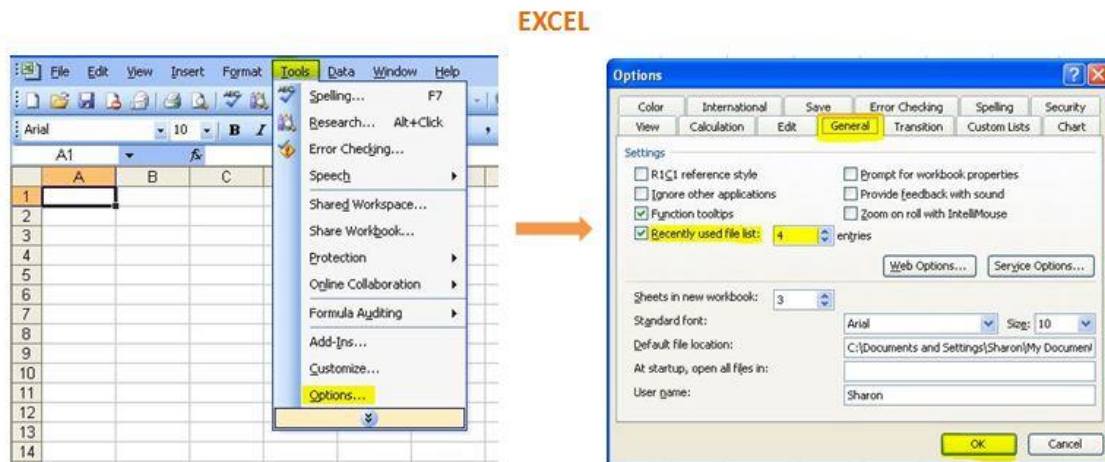 EXCEL
File Edit View Insert Format Tools Data Window Help
Arial 10 B I
A1 fx
A B C
1
2
3
4
5
6
7
8
9
10
11
12
13
14
Spelling... F7
Research... Alt+Click
Error Checking...
Speech
Shared Workspace...
Share Workbook...
Protection
Online Collaboration
Formula Auditing
Add-Ins...
Customize...
Options...
Options
Color International Save Error Checking Spelling Security
View Calculation Edit General Transition Custom Lists Chart
Settings
R1C1 reference style Prompt for workbook properties
Ignore other applications Provide feedback with sound
Function tooltips Zoom on roll with IntelliMouse
Recently used file list: 4 entries
Web Options... Service Options...
Sheets in new workbook: 3
Standard font: Arial Size: 10
Default file location: C:\Documents and Settings\Sharon\My Document
At startup, open all files in:
User name: Sharon
OK Cancel